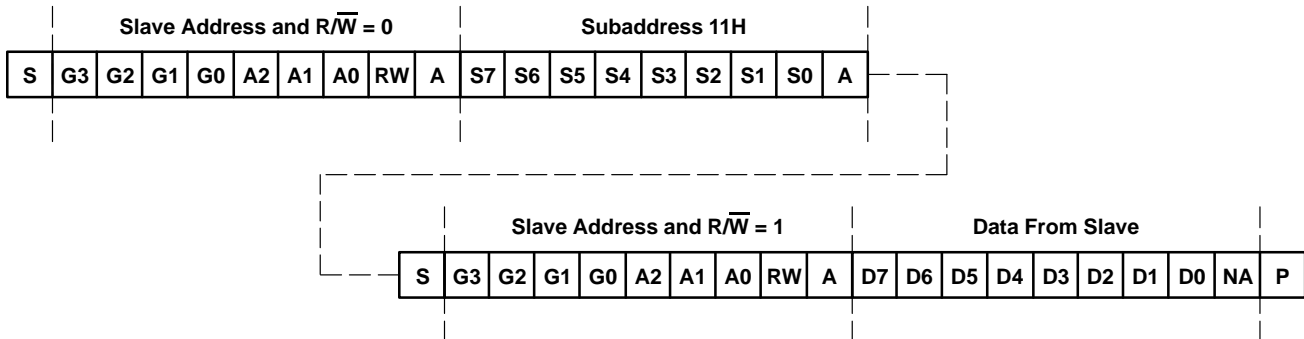 Slave Address and R/W̅ = 0 Subaddress 11H
S G3 G2 G1 G0 A2 A1 A0 RW A S7 S6 S5 S4 S3 S2 S1 S0 A
Slave Address and R/W̅ = 1 Data From Slave
S G3 G2 G1 G0 A2 A1 A0 RW A D7 D6 D5 D4 D3 D2 D1 D0 NA P